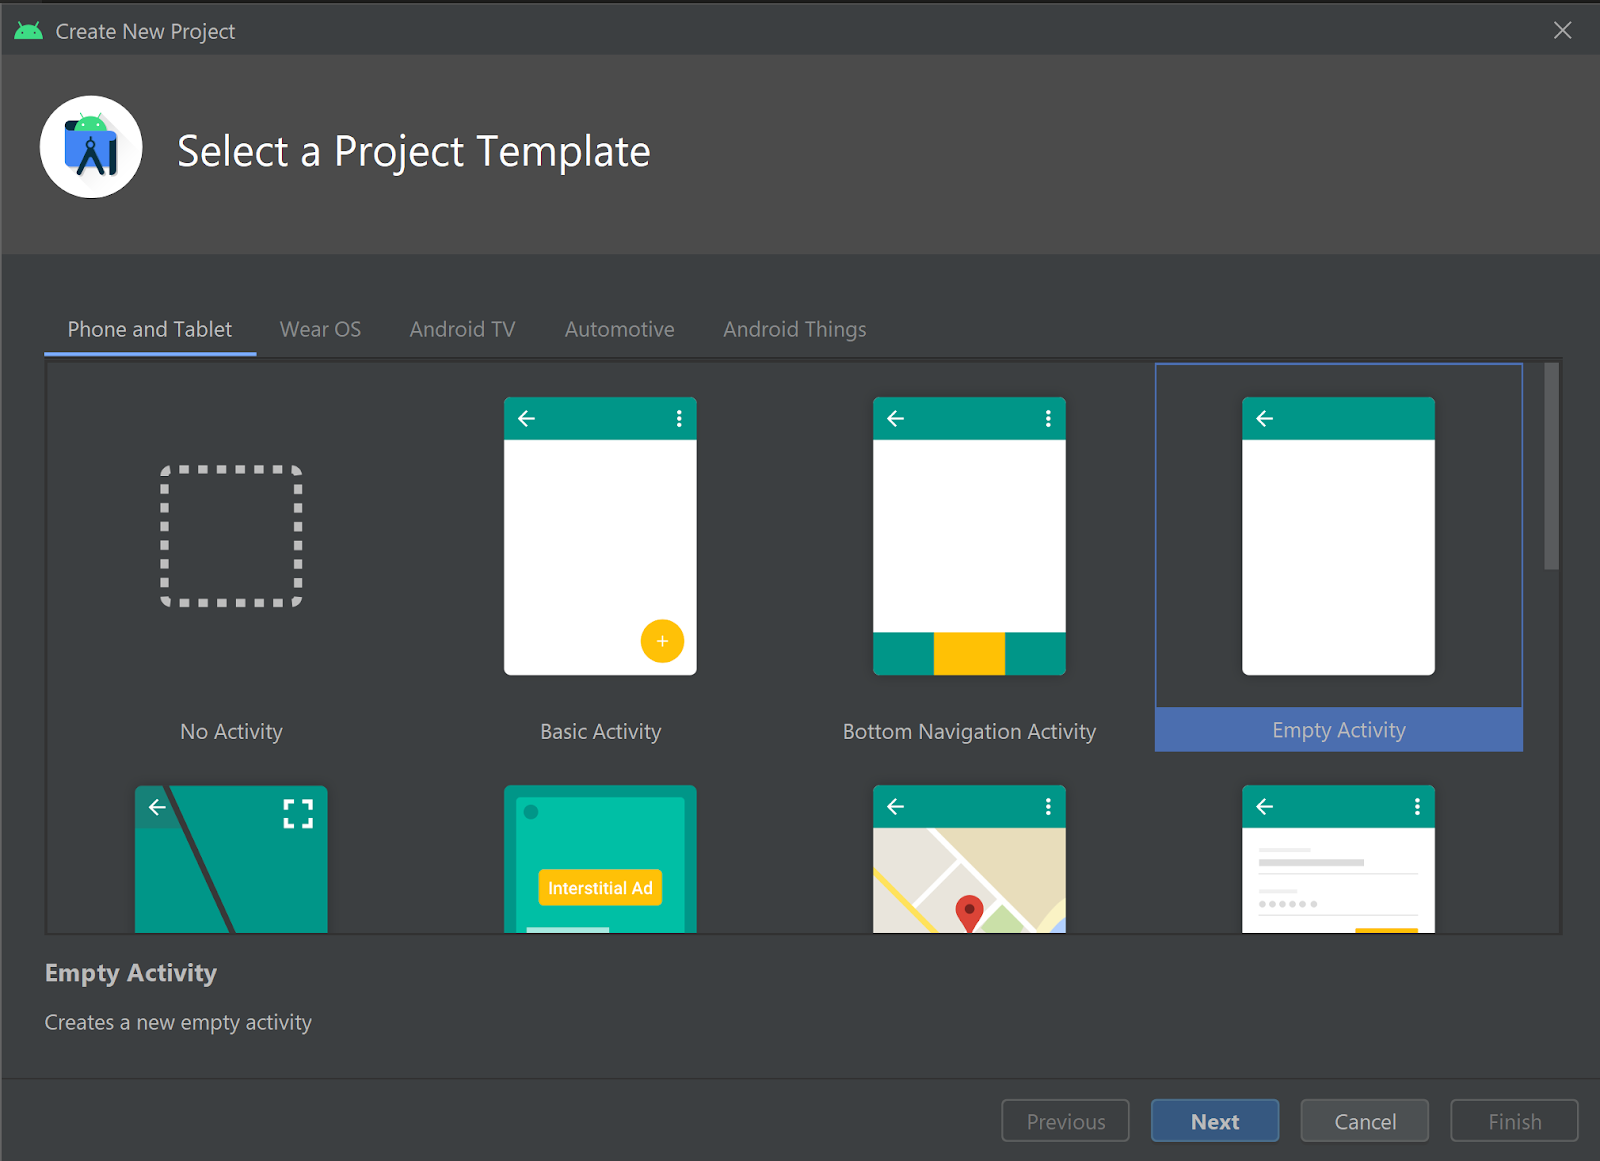 Create New Project
Select a Project Template
Phone and Tablet
Wear OS
Android TV
Automotive
Android Things
No Activity
Basic Activity
Bottom Navigation Activity
Empty Activity
Interstitial Ad
Empty Activity
Creates a new empty activity
Previous
Next
Cancel
Finish